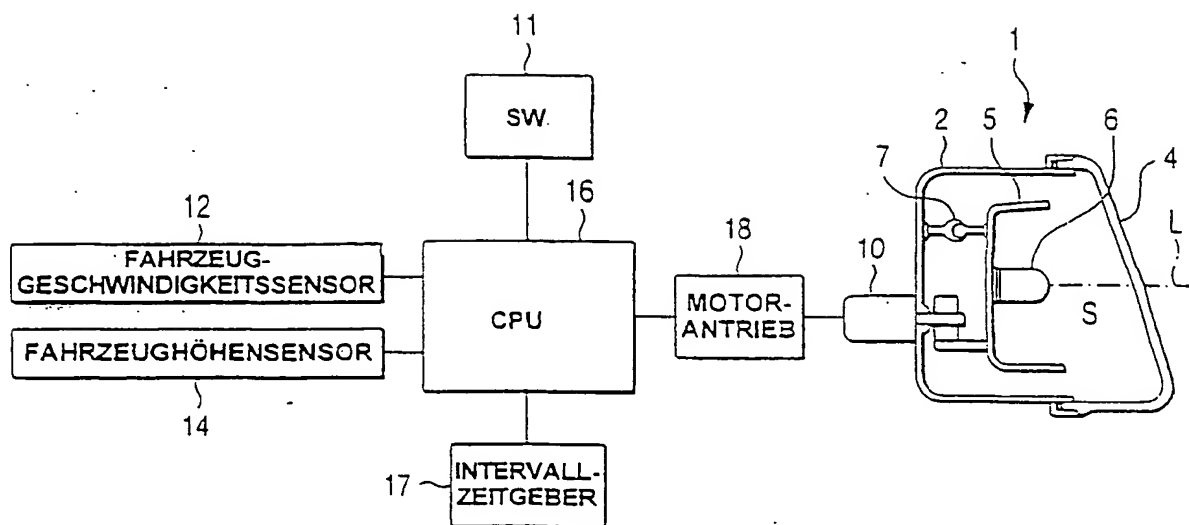 11
SW.
1
2
5
6
4
7
L
S
10
12
FAHRZEUG-
GESCHWINDIGKEITSSENSOR
FAHRZEUGHÖHENSENSOR
14
16
CPU
18
MOTOR-
ANTRIEB
17
INTERVALL-
ZEITGEBER